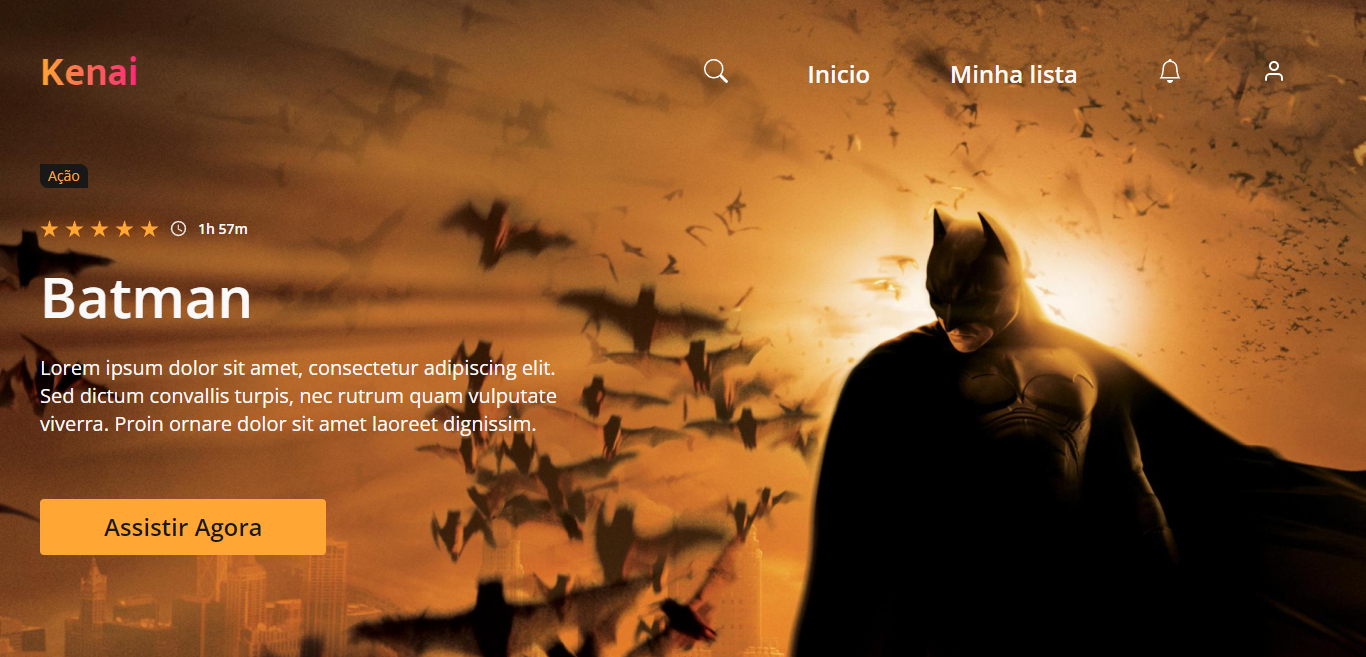 Kenai
Inicio
Minha lista
Ação
1h 57m
Batman
Lorem ipsum dolor sit amet, consectetur adipiscing elit.
Sed dictum convallis turpis, nec rutrum quam vulputate
viverra. Proin ornare dolor sit amet laoreet dignissim.
Assistir Agora